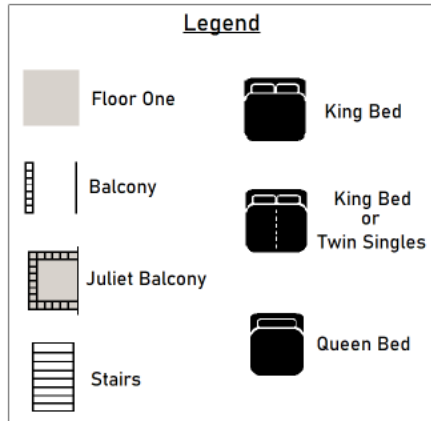 Legend
Floor One
King Bed
Balcony
King Bed
or
Twin Singles
Juliet Balcony
Queen Bed
Stairs